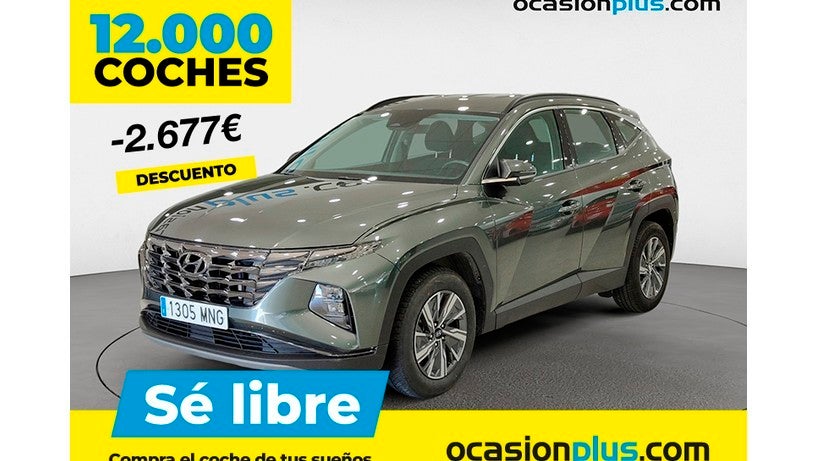 12.000
COCHES
-2.677€
DESCUENTO
ocasionplus.com
1305 MNG
Sé libre
Compra el coche de tus sueños
ocasionplus.com